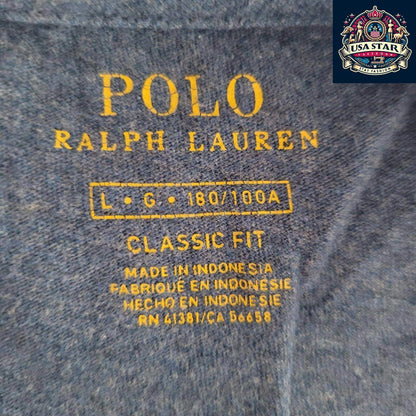 USA STAR
POLO
RALPH LAUREN
L • G • 180/100A
CLASSIC FIT
MADE IN INDONESIA
FABRIQUÉ EN INDONÉSIE
HECHO EN INDONESIE
RN 41381/CA 56658